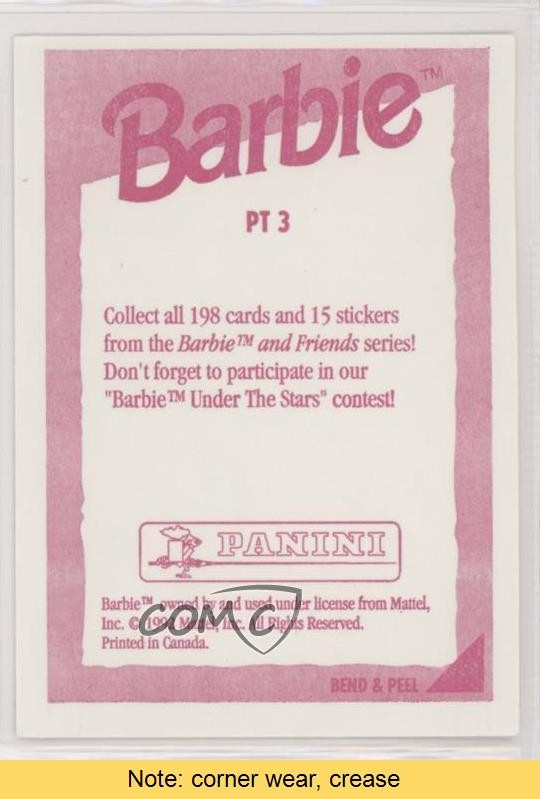 Barbie™
PT 3
Collect all 198 cards and 15 stickers
from the Barbie™ and Friends series!
Don't forget to participate in our
"Barbie™ Under The Stars" contest!
PANINI
Barbie™ owned by and used under license from Mattel,
Inc. © Mattel, Inc. All Rights Reserved.
Printed in Canada.
COMC
BEND & PEEL
Note: corner wear, crease